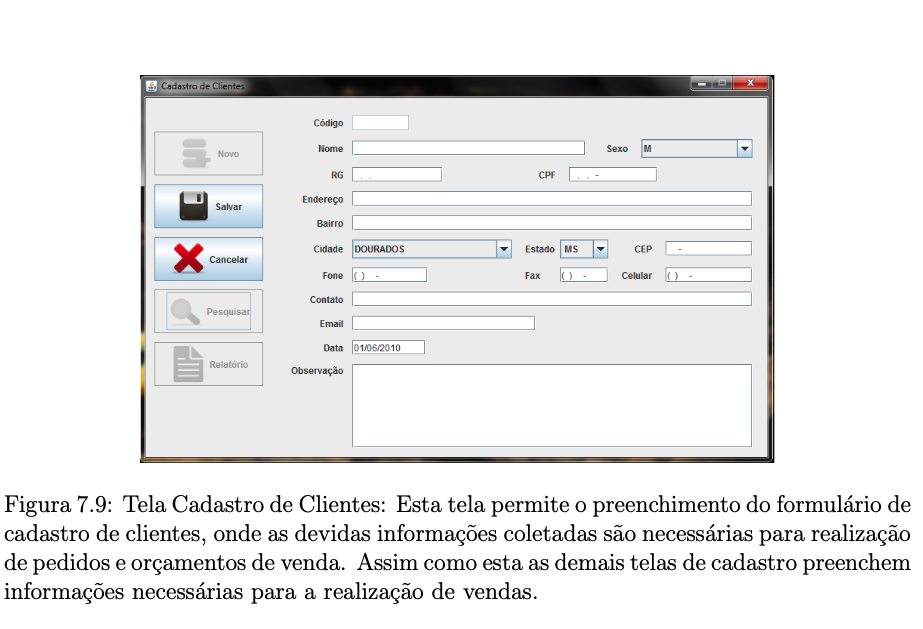 Cadastro de Clientes
Código
Novo
Nome
Sexo M
RG . .
CPF . . -
Salvar
Endereço
Bairro
Cidade DOURADOS Estado MS CEP -
Cancelar
Fone ( ) - Fax ( ) - Celular ( ) -
Contato
Pesquisar
Email
Data 01/06/2010
Relatório
Observação
Figura 7.9: Tela Cadastro de Clientes: Esta tela permite o preenchimento do formulário de
cadastro de clientes, onde as devidas informações coletadas são necessárias para realização
de pedidos e orçamentos de venda. Assim como esta as demais telas de cadastro preenchem
informações necessárias para a realização de vendas.